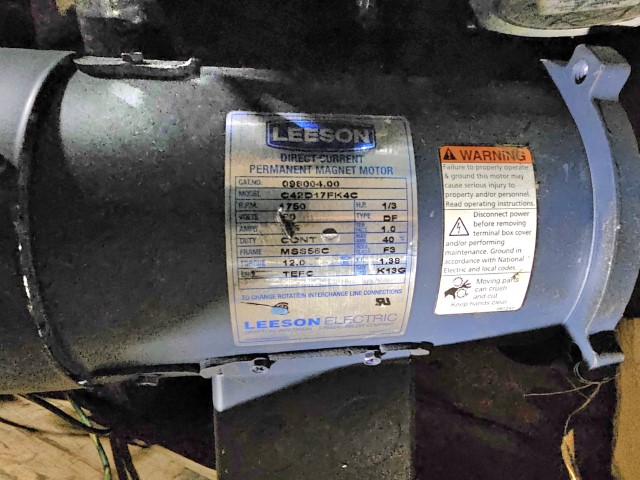 LEESON
DIRECT CURRENT
PERMANENT MAGNET MOTOR
CAT.NO. 098004.00
MODEL C42D17FK4C
R.P.M. 1750 H.P. 1/3
VOLTS TYPE DF
AMPS 1.0
DUTY CONT 40
FRAME MSS56C F3
12.0 1.38
TEFC K13G
TO CHANGE ROTATION INTERCHANGE LINE CONNECTIONS
LEESON ELECTRIC
WARNING
Failure to properly operate &
ground this motor
may cause serious injury to
property and/or personnel.
Read operating instructions.
Disconnect power
before removing
terminal box cover
and/or performing
maintenance. Ground in
accordance with National
Electric and local codes.
Moving parts
can crush
and cut.
Keep hands clear.